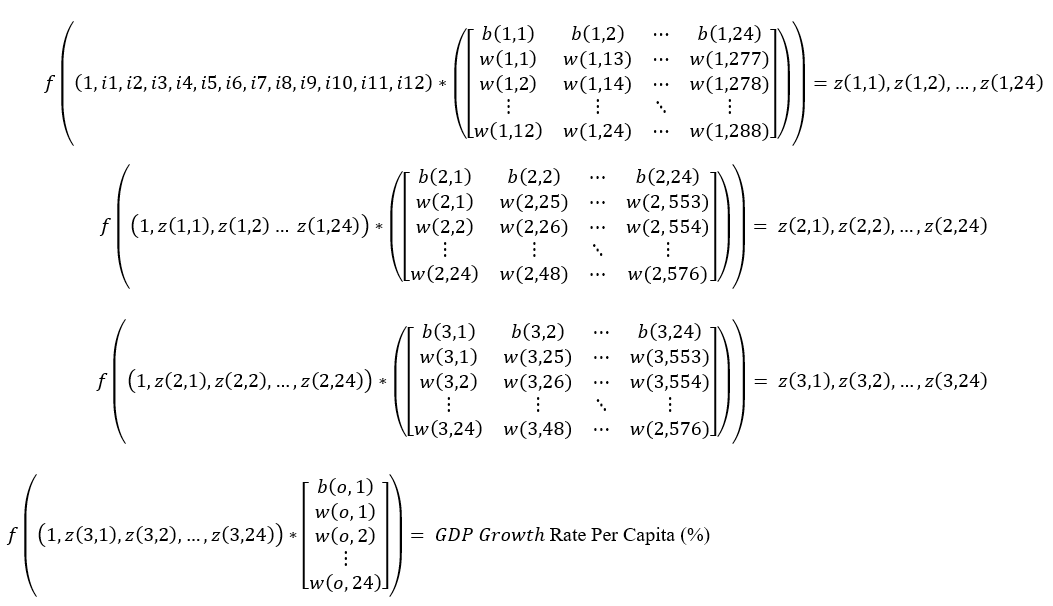 b(1,1) b(1,2) ⋯ b(1,24)
w(1,1) w(1,13) ⋯ w(1,277)
f ( (1, i1, i2, i3, i4, i5, i6, i7, i8, i9, i10, i11, i12) * ( [ w(1,2) w(1,14) ⋯ w(1,278) ] ) ) = z(1,1), z(1,2), …, z(1,24)
⋮ ⋮ ⋱ ⋮
w(1,12) w(1,24) ⋯ w(1,288)
b(2,1) b(2,2) ⋯ b(2,24)
w(2,1) w(2,25) ⋯ w(2, 553)
f ( (1, z(1,1), z(1,2) … z(1,24)) * ( [ w(2,2) w(2,26) ⋯ w(2,554) ] ) ) = z(2,1), z(2,2), …, z(2,24)
⋮ ⋮ ⋱ ⋮
w(2,24) w(2,48) ⋯ w(2,576)
b(3,1) b(3,2) ⋯ b(3,24)
w(3,1) w(3,25) ⋯ w(3,553)
f ( (1, z(2,1), z(2,2), …, z(2,24)) * ( [ w(3,2) w(3,26) ⋯ w(3,554) ] ) ) = z(3,1), z(3,2), …, z(3,24)
⋮ ⋮ ⋱ ⋮
w(3,24) w(3,48) ⋯ w(2,576)
b(o, 1)
w(o, 1)
f ( (1, z(3,1), z(3,2), …, z(3,24)) * [ w(o, 2) ] ) = GDP Growth Rate Per Capita (%)
⋮
w(o, 24)